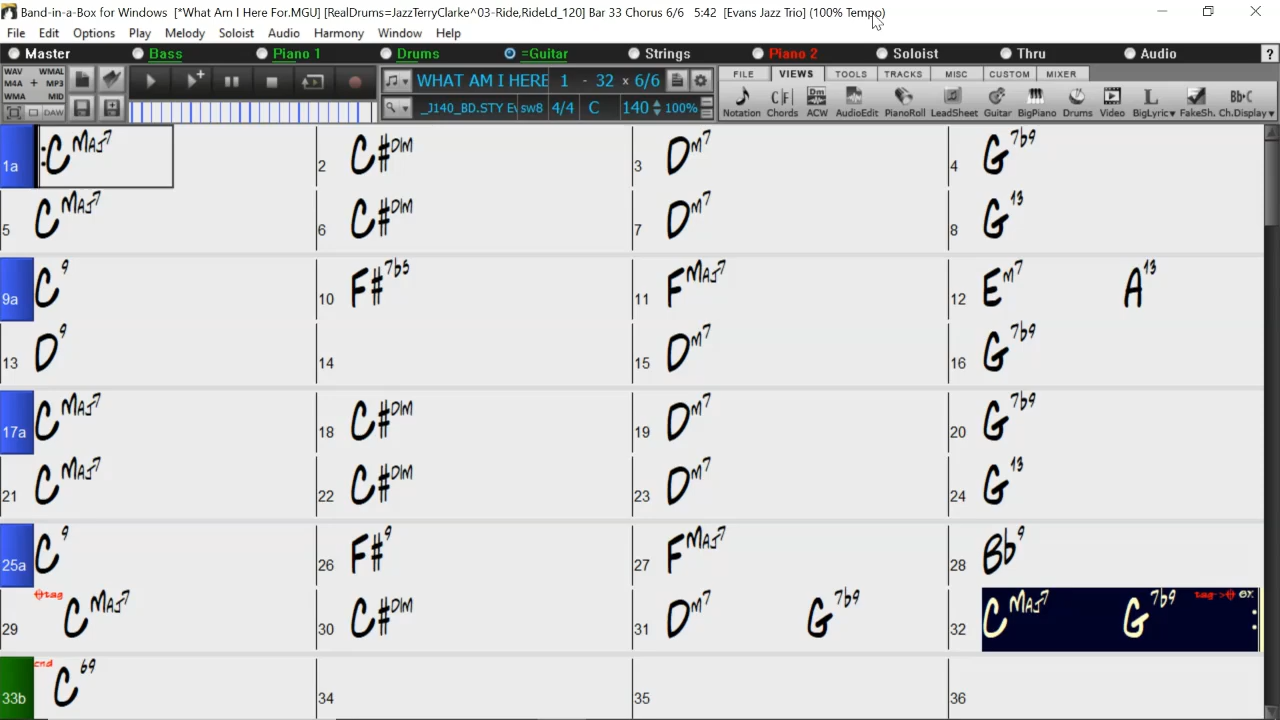 Band-in-a-Box for Windows [*What Am I Here For.MGU] [RealDrums=JazzTerryClarke^03-Ride,RideLd_120] Bar 33 Chorus 6/6 5:42 [Evans Jazz Trio] (100% Tempo)
File Edit Options Play Melody Soloist Audio Harmony Window Help
Master Bass Piano 1 Drums =Guitar Strings Piano 2 Soloist Thru Audio ?
WAV WMAL
M4A + MP3
WMA MID
DAW
WHAT AM I HERE 1 - 32 x 6/6
_J140_BD.STY sw8 4/4 C 140 100%
FILE VIEWS TOOLS TRACKS MISC CUSTOM MIXER
Notation Chords ACW AudioEdit PianoRoll LeadSheet Guitar BigPiano Drums Video BigLyric FakeSh. Ch.Display
1a CMAJ7 2 C#DIM 3 DM7 4 G7b9
5 CMAJ7 6 C#DIM 7 DM7 8 G13
9a C9 10 F#7b5 11 FMAJ7 12 EM7 A13
13 D9 14 15 DM7 16 G7b9
17a CMAJ7 18 C#DIM 19 DM7 20 G7b9
21 CMAJ7 22 C#DIM 23 DM7 24 G13
25a C9 26 F#9 27 FMAJ7 28 Bb9
29 tag CMAJ7 30 C#DIM 31 DM7 G7b9 32 CMAJ7 G7b9 tag ->
33b end C69 34 35 36